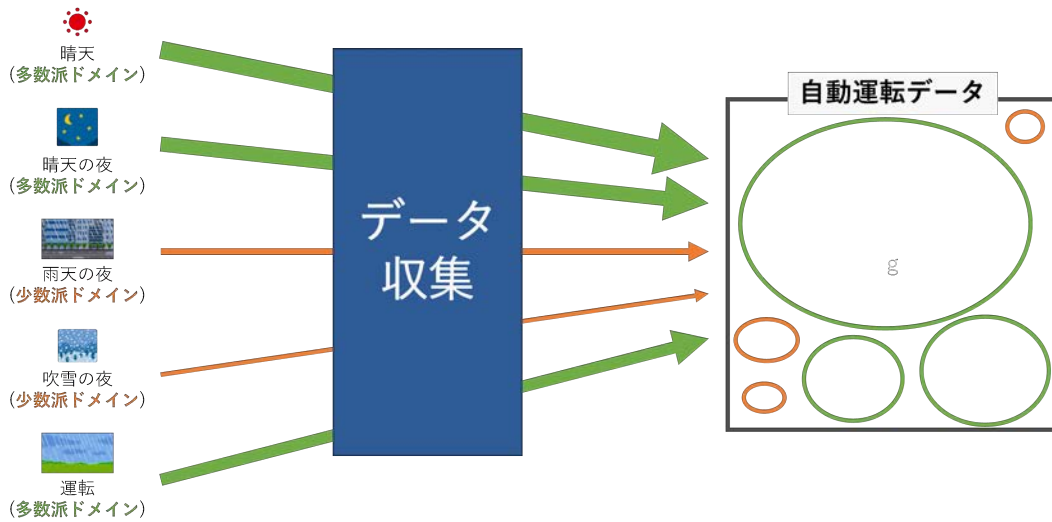 晴天
(多数派ドメイン)
晴天の夜
(多数派ドメイン)
雨天の夜
(少数派ドメイン)
吹雪の夜
(少数派ドメイン)
運転
(多数派ドメイン)
データ
収集
自動運転データ
g